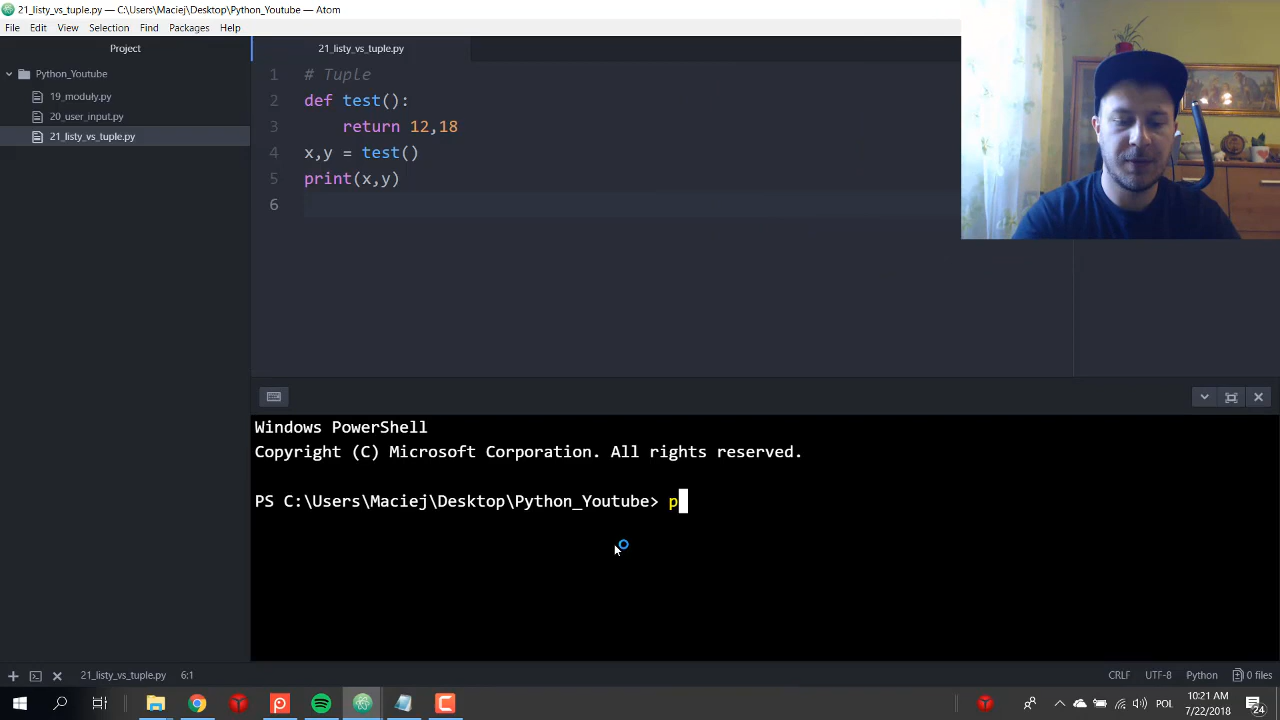 21_listy_vs_tuple.py — C:\Users\Maciej\Desktop\Python_Youtube — Atom
File Edit View Selection Find Packages Help
Project
21_listy_vs_tuple.py
Python_Youtube
19_moduly.py
20_user_input.py
21_listy_vs_tuple.py
1 # Tuple
2 def test():
3 return 12,18
4 x,y = test()
5 print(x,y)
6
Windows PowerShell
Copyright (C) Microsoft Corporation. All rights reserved.
PS C:\Users\Maciej\Desktop\Python_Youtube> p
21_listy_vs_tuple.py 6:1 CRLF UTF-8 Python 0 files
POL
10:21 AM
7/22/2018
24